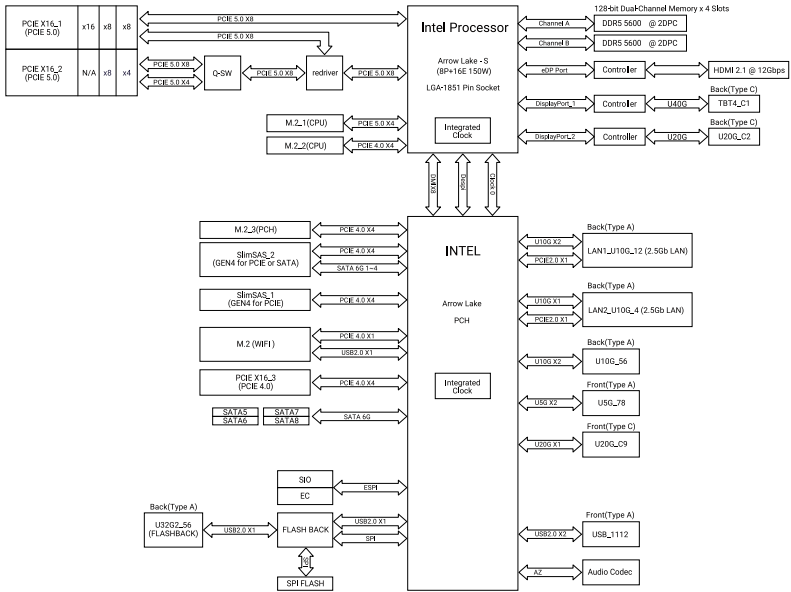 128-bit Dual-Channel Memory x 4 Slots
PCIE X16_1
(PCIE 5.0)
x16
x8
x8
PCIE X16_2
(PCIE 5.0)
N/A
x8
x4
PCIE 5.0 X8
PCIE 5.0 X8
PCIE 5.0 X8
PCIE 5.0 X4
Q-SW
PCIE 5.0 X8
redriver
PCIE 5.0 X8
M.2_1(CPU)
PCIE 5.0 X4
M.2_2(CPU)
PCIE 4.0 X4
Intel Processor
Arrow Lake - S
(8P+16E 150W)
LGA-1851 Pin Socket
Integrated
Clock
Channel A
DDR5 5600 @ 2DPC
Channel B
DDR5 5600 @ 2DPC
eDP Port
Controller
HDMI 2.1 @ 12Gbps
Back(Type C)
DisplayPort_1
Controller
U40G
TBT4_C1
Back(Type C)
DisplayPort_2
Controller
U20G
U20G_C2
DMIX8
Despi
Clock 0
M.2_3(PCH)
PCIE 4.0 X4
SlimSAS_2
(GEN4 for PCIE or SATA)
PCIE 4.0 X4
SATA 6G 1~4
SlimSAS_1
(GEN4 for PCIE)
PCIE 4.0 X4
M.2 (WIFI)
PCIE 4.0 X1
USB2.0 X1
PCIE X16_3
(PCIE 4.0)
PCIE 4.0 X4
SATA5
SATA7
SATA6
SATA8
SATA 6G
SIO
EC
ESPI
Back(Type A)
U32G2_56
(FLASHBACK)
USB2.0 X1
FLASH BACK
USB2.0 X1
SPI
SPI
SPI FLASH
INTEL
Arrow Lake
PCH
Integrated
Clock
Back(Type A)
U10G X2
PCIE2.0 X1
LAN1_U10G_12 (2.5Gb LAN)
Back(Type A)
U10G X1
PCIE2.0 X1
LAN2_U10G_4 (2.5Gb LAN)
Back(Type A)
U10G X2
U10G_56
Front(Type A)
U5G X2
U5G_78
Front(Type C)
U20G X1
U20G_C9
Front(Type A)
USB2.0 X2
USB_1112
AZ
Audio Codec